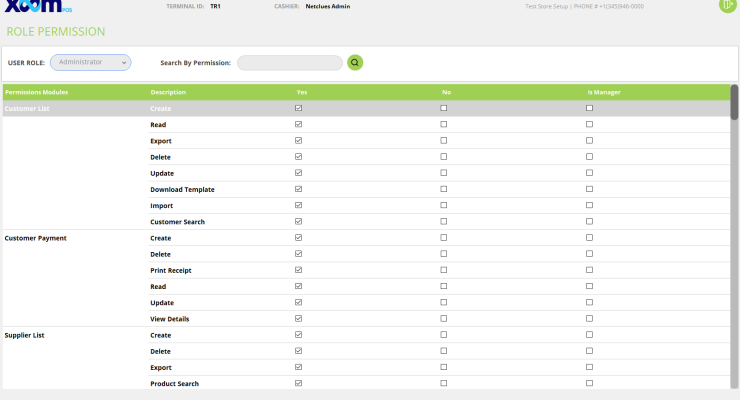 xoom POS
TERMINAL ID: TR1 CASHIER: Netclues Admin Test Store Setup | PHONE # +1(345)946-0000
ROLE PERMISSION
USER ROLE: Administrator Search By Permission:
Permissions Modules Description Yes No Is Manager
Customer List Create
Read
Export
Delete
Update
Download Template
Import
Customer Search
Customer Payment Create
Delete
Print Receipt
Read
Update
View Details
Supplier List Create
Delete
Export
Product Search